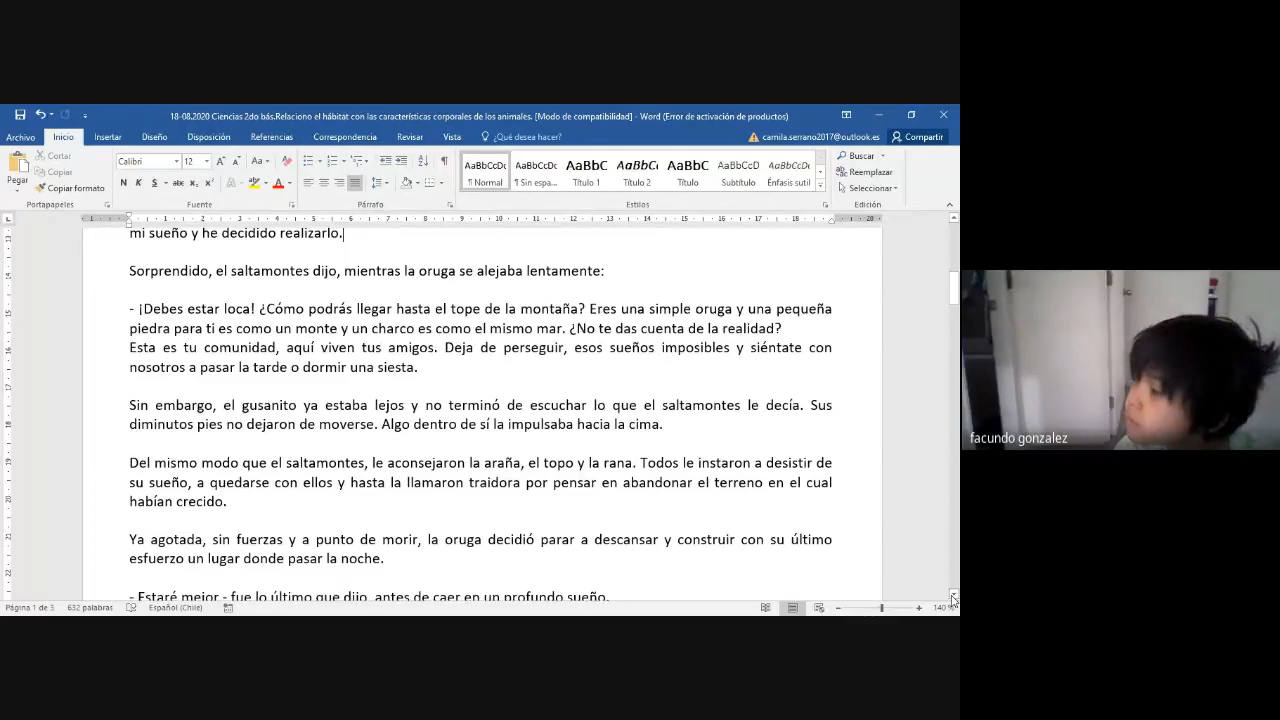 18-08.2020 Ciencias 2do bás.Relaciono el hábitat con las características corporales de los animales. [Modo de compatibilidad] - Word (Error de activación de productos)
Archivo Inicio Insertar Diseño Disposición Referencias Correspondencia Revisar Vista ¿Qué desea hacer? camila.serrano2017@outlook.es Compartir
Pegar
Cortar
Copiar
Copiar formato
Portapapeles
Calibri 12
N K S abc x₂ x²
Fuente
Párrafo
AaBbCcDc AaBbCcDc AaBbC AaBbCc AaBbC AaBbCcD AaBbCcDc
¶ Normal ¶ Sin espa... Título 1 Título 2 Título Subtítulo Énfasis sutil
Estilos
Buscar
Reemplazar
Seleccionar
Edición
mi sueño y he decidido realizarlo.
Sorprendido, el saltamontes dijo, mientras la oruga se alejaba lentamente:
- ¡Debes estar loca! ¿Cómo podrás llegar hasta el tope de la montaña? Eres una simple oruga y una pequeña
piedra para ti es como un monte y un charco es como el mismo mar. ¿No te das cuenta de la realidad?
Esta es tu comunidad, aquí viven tus amigos. Deja de perseguir, esos sueños imposibles y siéntate con
nosotros a pasar la tarde o dormir una siesta.
Sin embargo, el gusanito ya estaba lejos y no terminó de escuchar lo que el saltamontes le decía. Sus
diminutos pies no dejaron de moverse. Algo dentro de sí la impulsaba hacia la cima.
Del mismo modo que el saltamontes, le aconsejaron la araña, el topo y la rana. Todos le instaron a desistir de
su sueño, a quedarse con ellos y hasta la llamaron traidora por pensar en abandonar el terreno en el cual
habían crecido.
Ya agotada, sin fuerzas y a punto de morir, la oruga decidió parar a descansar y construir con su último
esfuerzo un lugar donde pasar la noche.
- Estaré mejor - fue lo último que dijo, antes de caer en un profundo sueño.
Página 1 de 3 632 palabras Español (Chile) 140 %
facundo gonzalez